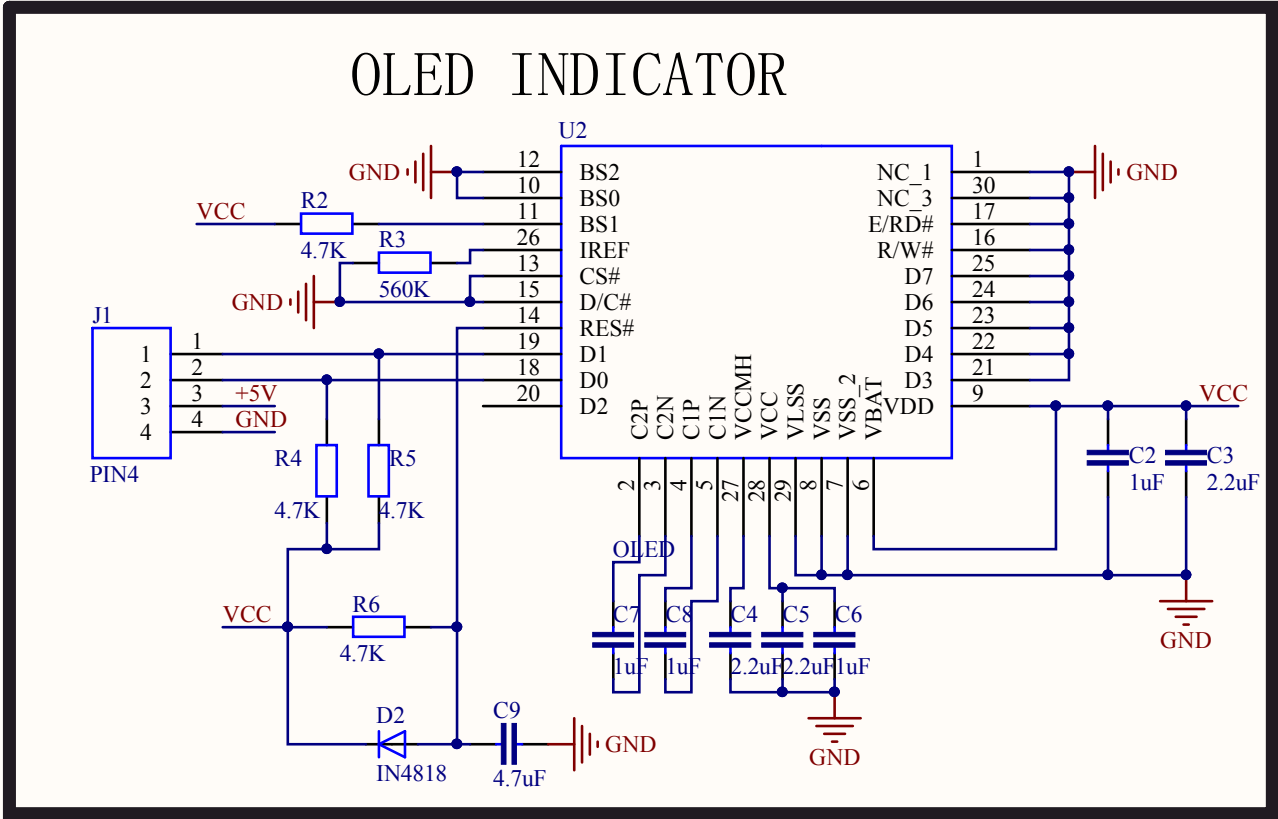 OLED INDICATOR
U2
GND 12 BS2 NC_1 1 GND
10 BS0 NC_3 30
VCC R2 11 BS1 E/RD# 17
4.7K R3 26 IREF R/W# 16
560K 13 CS# D7 25
GND 15 D/C# D6 24
J1 14 RES# D5 23
1 1 19 D1 D4 22
2 2 18 D0 D3 21
3 3 +5V 20 D2 VDD 9 VCC
4 4 GND
PIN4
C2P C2N C1P C1N VCCMH VCC VLSS VSS VSS_2 VBAT
2 3 4 5 27 28 29 8 7 6
R4 R5 C2 C3
4.7K 4.7K 1uF 2.2uF
OLED
VCC R6 C7 C8 C4 C5 C6 GND
4.7K 1uF 1uF 2.2uF 2.2uF 1uF
D2 C9 GND GND
IN4818 4.7uF